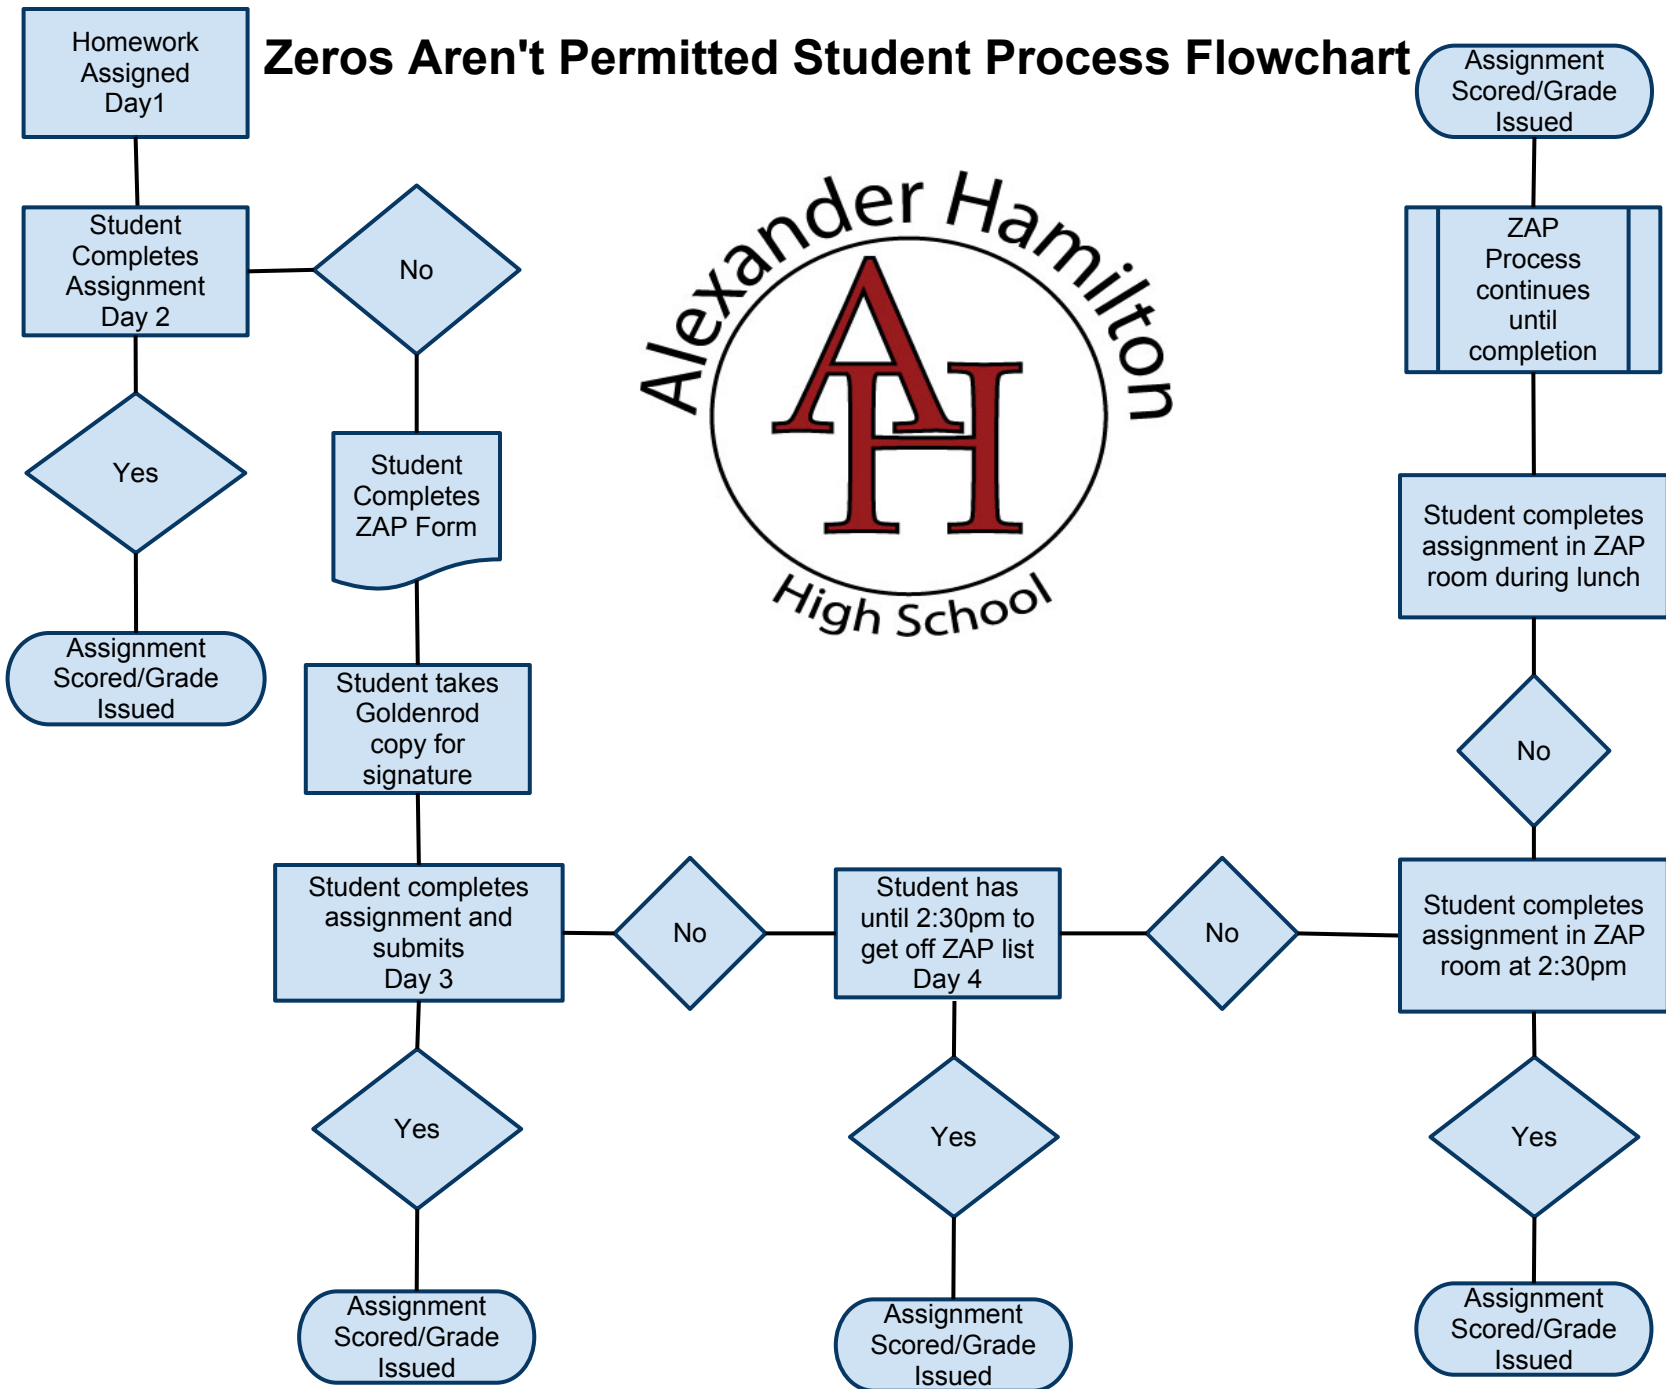 Zeros Aren't Permitted Student Process Flowchart
Homework
Assigned
Day1
Student
Completes
Assignment
Day 2
No
Yes
Assignment
Scored/Grade
Issued
Student
Completes
ZAP Form
Student takes
Goldenrod
copy for
signature
Student completes
assignment and
submits
Day 3
Yes
Assignment
Scored/Grade
Issued
No
Student has
until 2:30pm to
get off ZAP list
Day 4
Yes
Assignment
Scored/Grade
Issued
No
Student completes
assignment in ZAP
room at 2:30pm
Yes
Assignment
Scored/Grade
Issued
No
Student completes
assignment in ZAP
room during lunch
ZAP
Process
continues
until
completion
Assignment
Scored/Grade
Issued
Alexander Hamilton
AH
High School